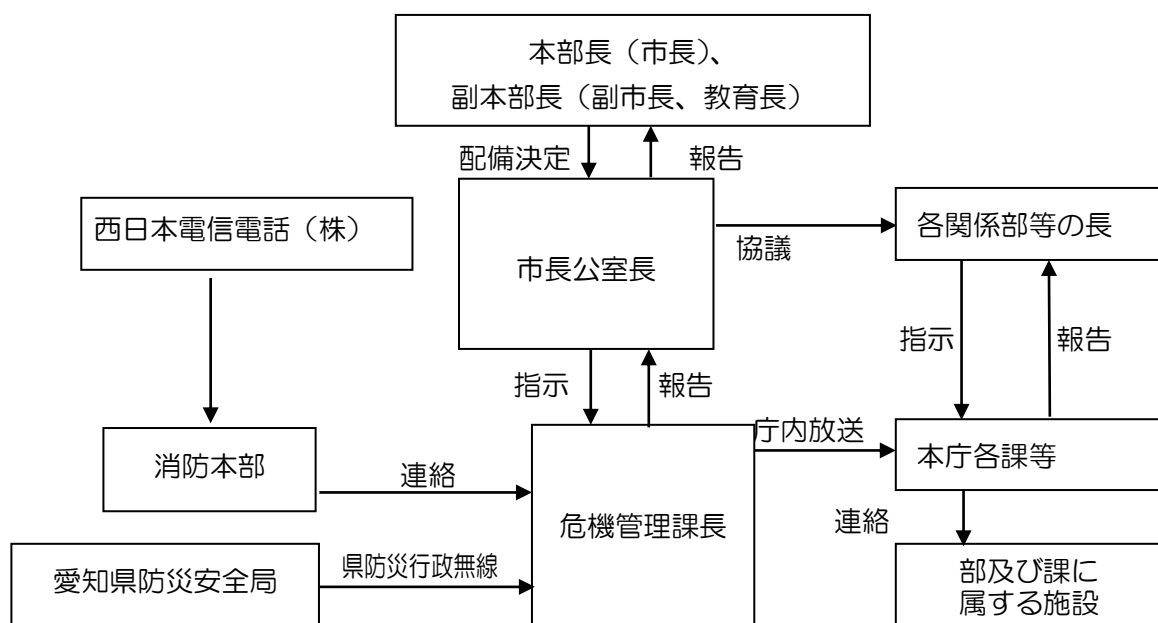 本部長(市長)、
副本部長(副市長、教育長)
配備決定
報告
西日本電信電話(株)
市長公室長
協議
各関係部等の長
指示
報告
指示
報告
消防本部
連絡
庁内放送
本庁各課等
危機管理課長
連絡
愛知県防災安全局
県防災行政無線
部及び課に
属する施設